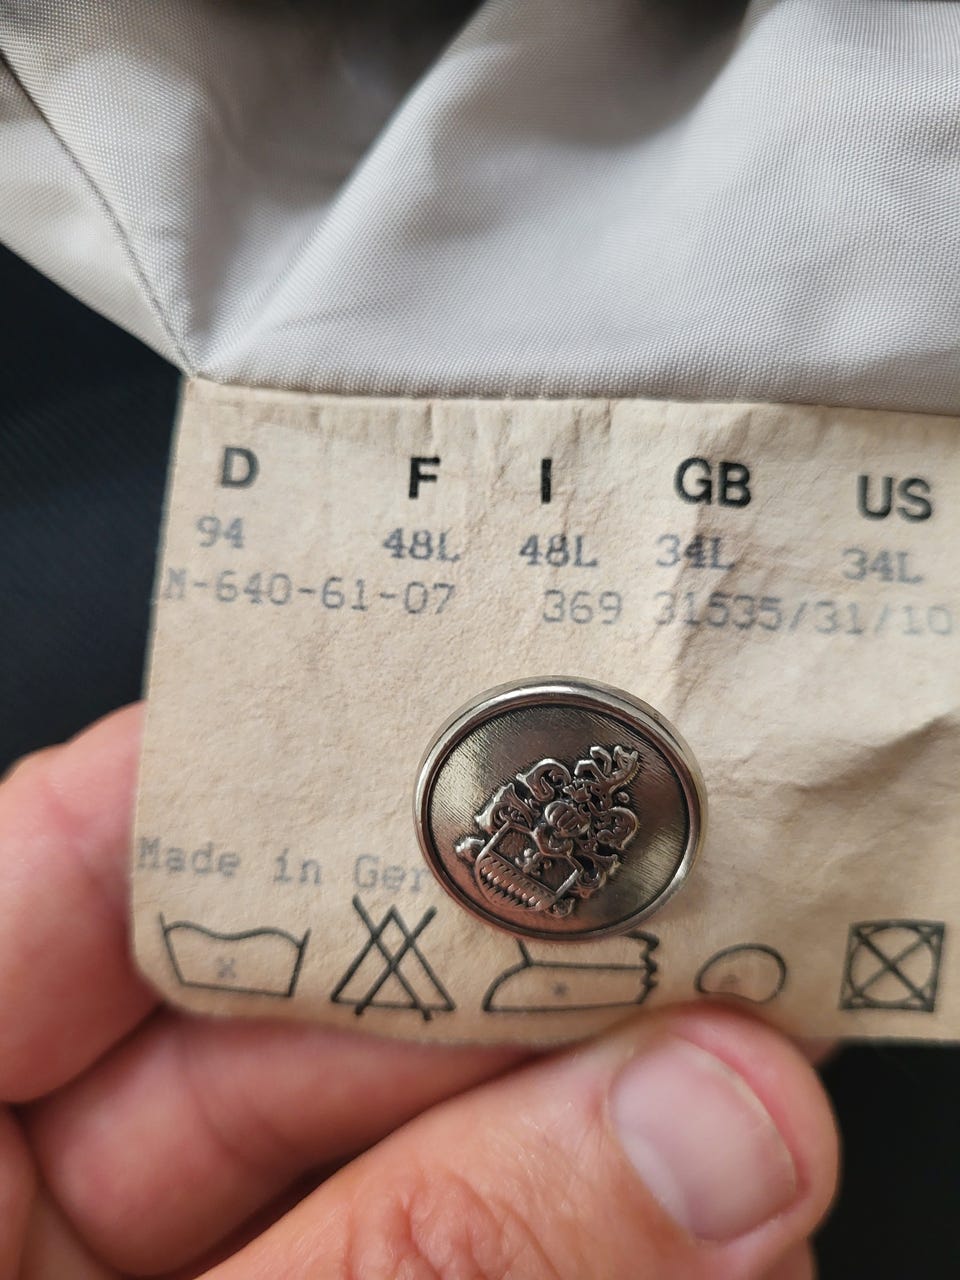 D F I GB US
94 48L 48L 34L 34L
M-640-61-07 369 31535/31/10
Made in Ger